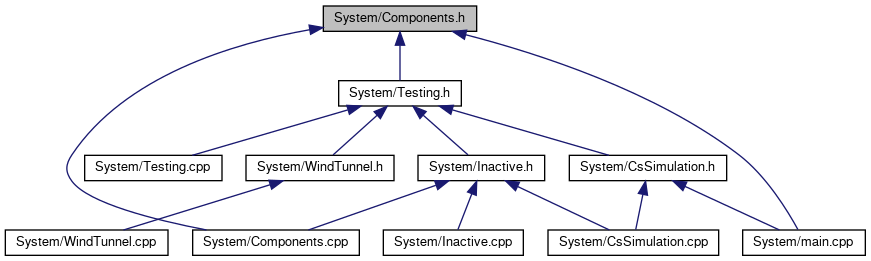 System/Components.h
System/Testing.h
System/Testing.cpp
System/WindTunnel.h
System/Inactive.h
System/CsSimulation.h
System/WindTunnel.cpp
System/Components.cpp
System/Inactive.cpp
System/CsSimulation.cpp
System/main.cpp